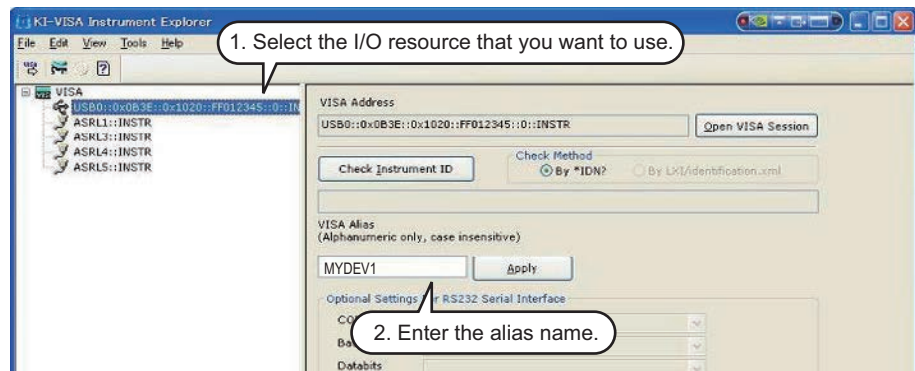 KI-VISA Instrument Explorer
File Edit View Tools Help
1. Select the I/O resource that you want to use.
VISA
USB0::0x0B3E::0x1020::FF012345::0::IN
ASRL1::INSTR
ASRL3::INSTR
ASRL4::INSTR
ASRL5::INSTR
VISA Address
USB0::0x0B3E::0x1020::FF012345::0::INSTR
Open VISA Session
Check Instrument ID
Check Method
By *IDN?
By LXI/identification.xml
VISA Alias
(Alphanumeric only, case insensitive)
MYDEV1
Apply
Optional Settings for RS232 Serial Interface
2. Enter the alias name.
Databits